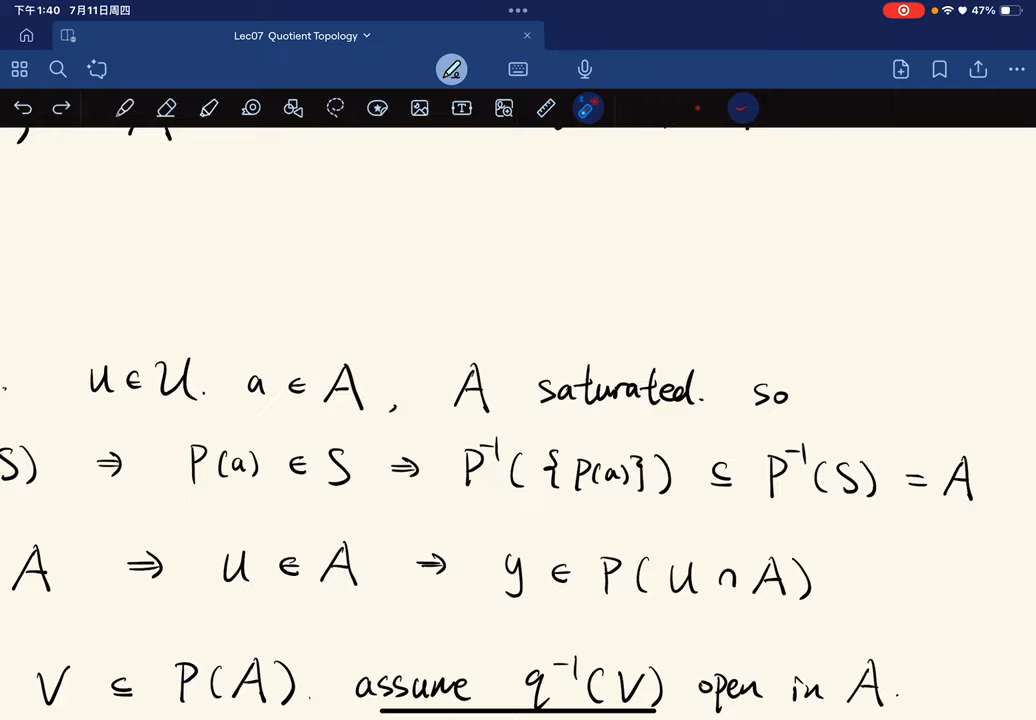 下午1:40 7月11日周四
47%
Lec07 Quotient Topology
u ∈ U. a ∈ A, A saturated. so
S) ⇒ P(a) ∈ S ⇒ P⁻¹({P(a)}) ⊆ P⁻¹(S) = A
A ⇒ u ∈ A ⇒ y ∈ P(U ∩ A)
V ⊆ P(A). assume q⁻¹(V) open in A.